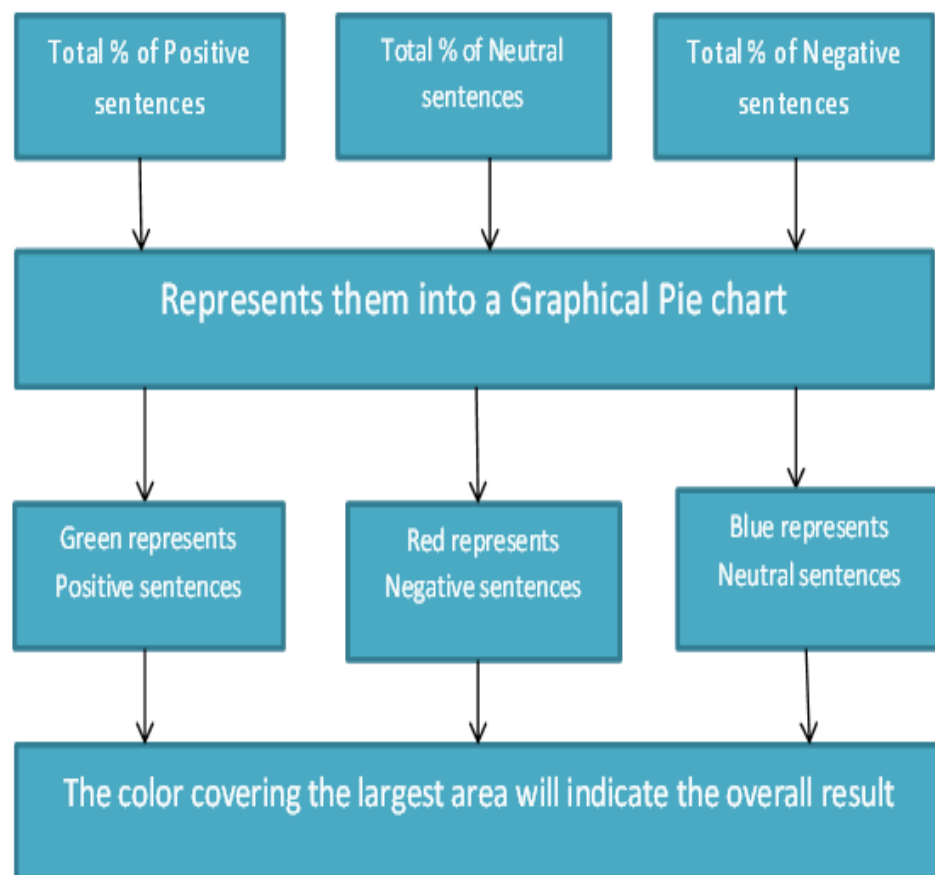 Total % of Positive
sentences
Total % of Neutral
sentences
Total % of Negative
sentences
Represents them into a Graphical Pie chart
Green represents
Positive sentences
Red represents
Negative sentences
Blue represents
Neutral sentences
The color covering the largest area will indicate the overall result